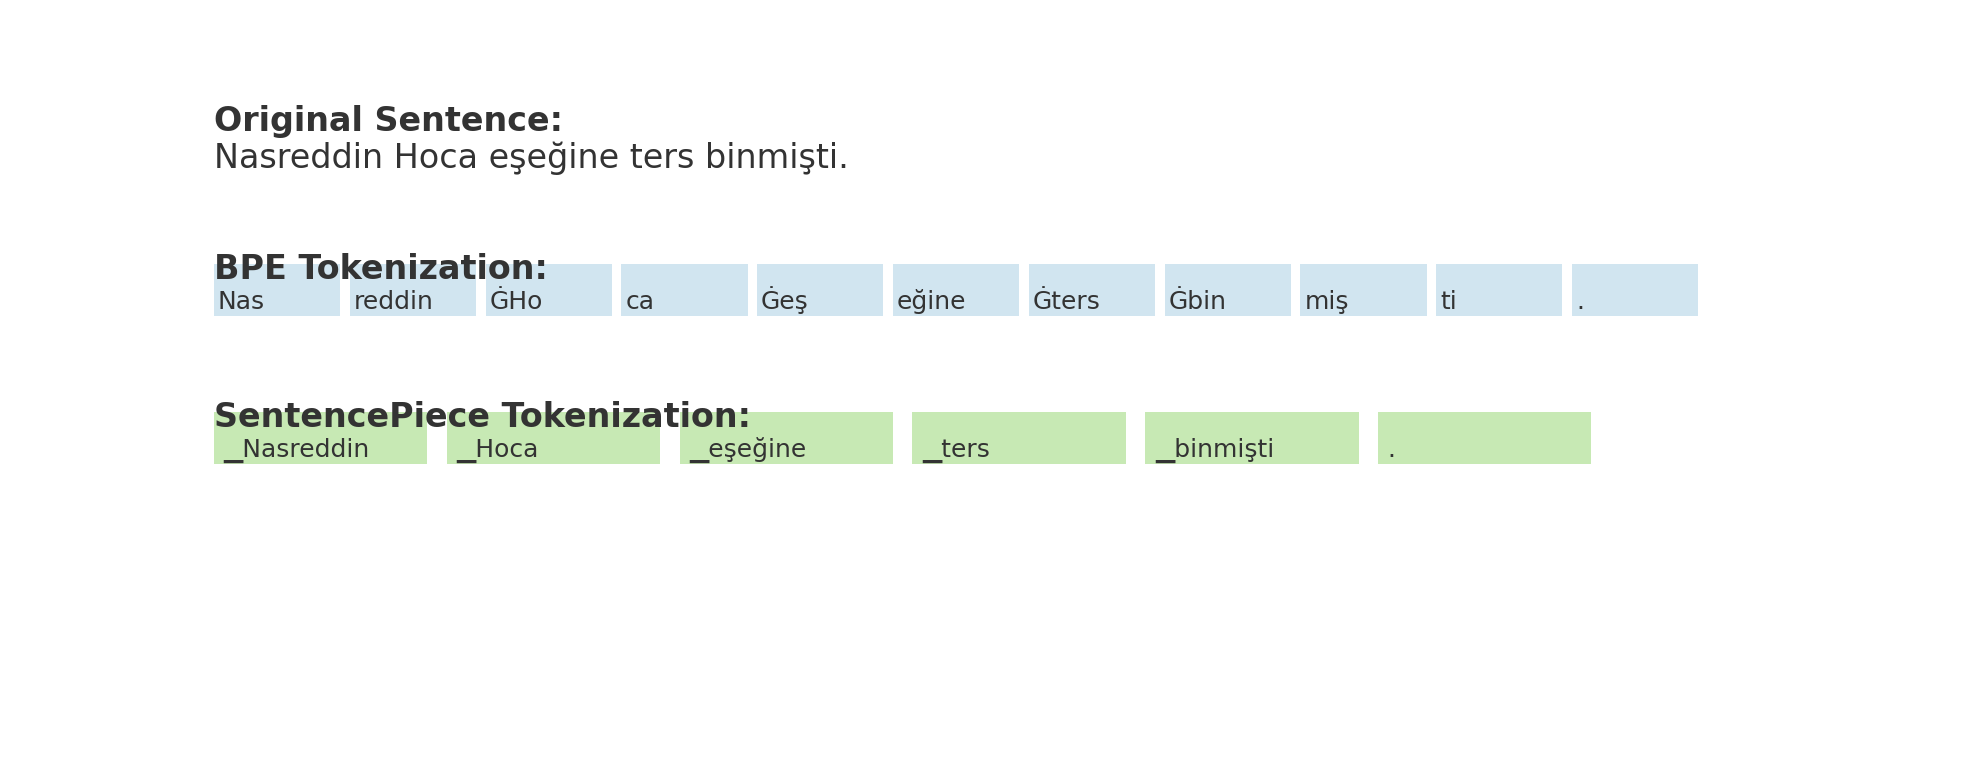 Original Sentence:
Nasreddin Hoca eşeğine ters binmişti.
BPE Tokenization:
Nas reddin ĠHo ca Ġeş eğine Ġters Ġbin miş ti .
SentencePiece Tokenization:
▁Nasreddin ▁Hoca ▁eşeğine ▁ters ▁binmişti .